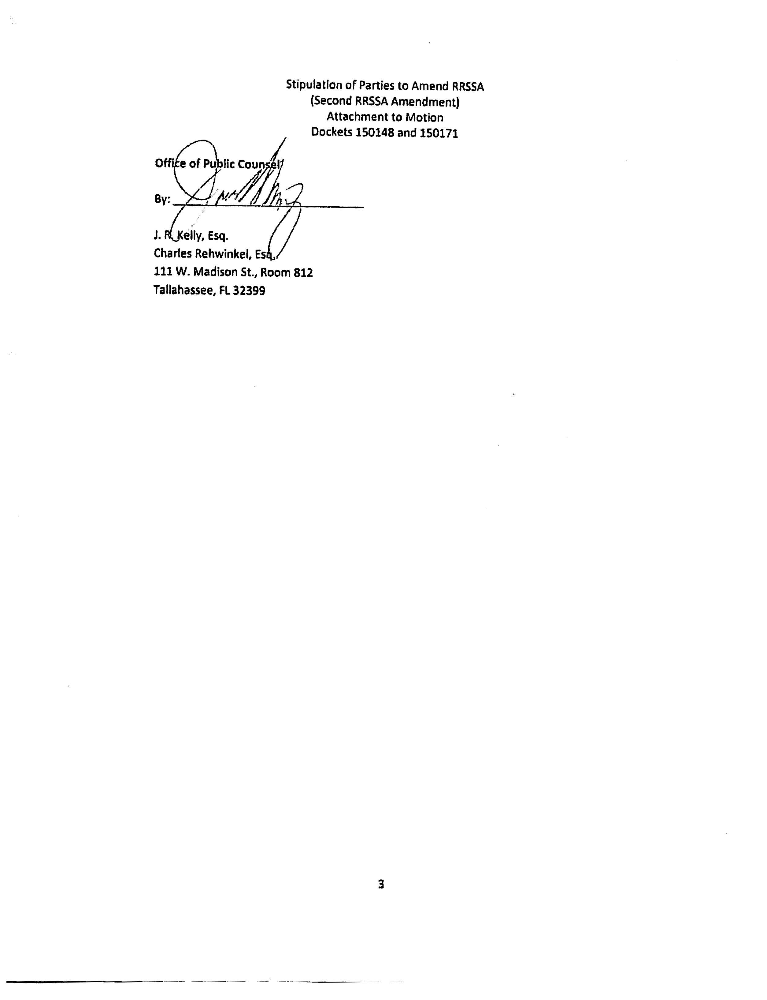 Stipulation of Parties to Amend RRSSA
(Second RRSSA Amendment)
Attachment to Motion
Dockets 150148 and 150171
Office of Public Counsel
By:
J. R. Kelly, Esq.
Charles Rehwinkel, Esq.
111 W. Madison St., Room 812
Tallahassee, FL 32399
3